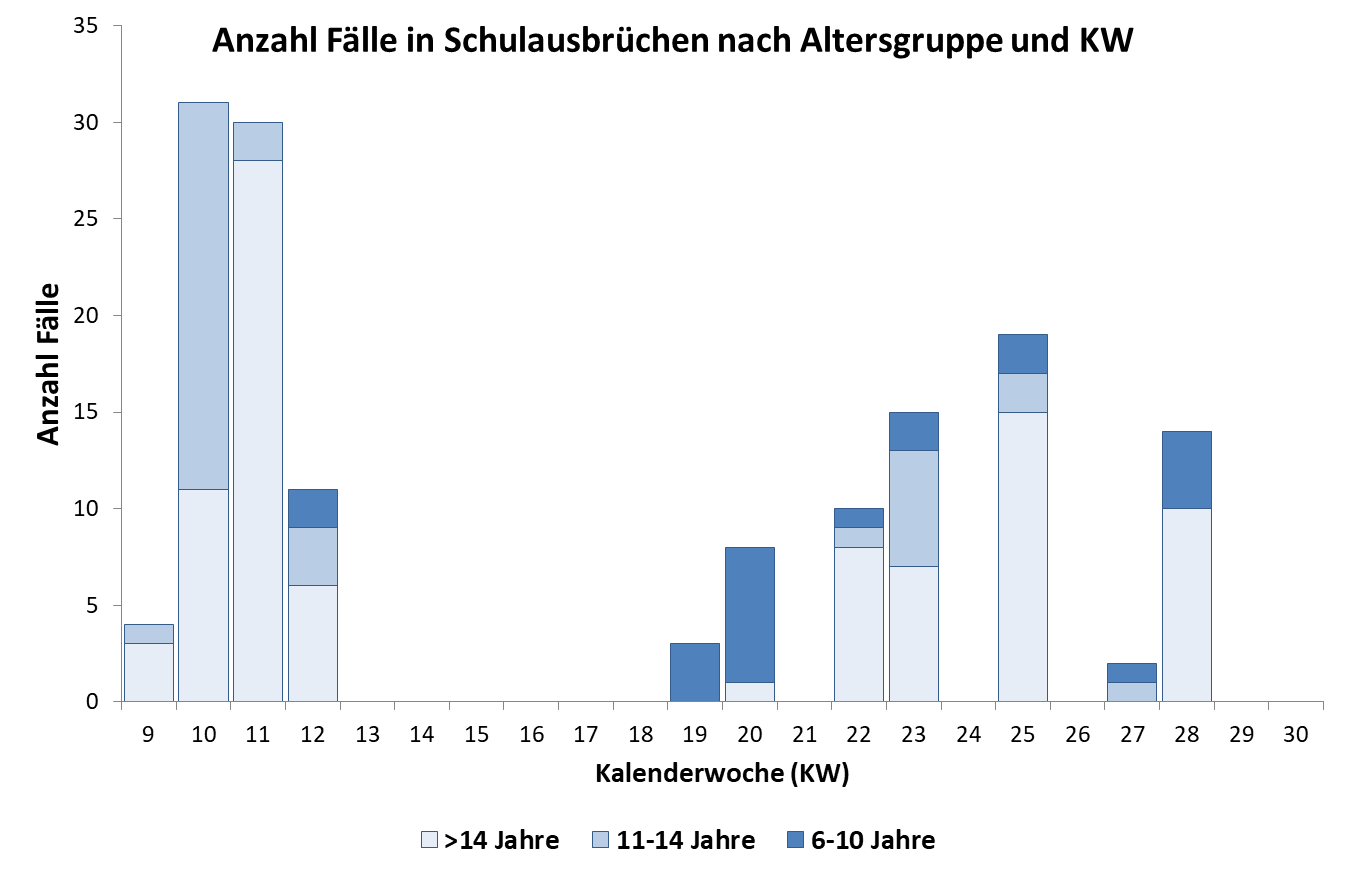 Anzahl Fälle in Schulausbrüchen nach Altersgruppe und KW
Anzahl Fälle
35
30
25
20
15
10
5
0
9 10 11 12 13 14 15 16 17 18 19 20 21 22 23 24 25 26 27 28 29 30
Kalenderwoche (KW)
>14 Jahre 11-14 Jahre 6-10 Jahre